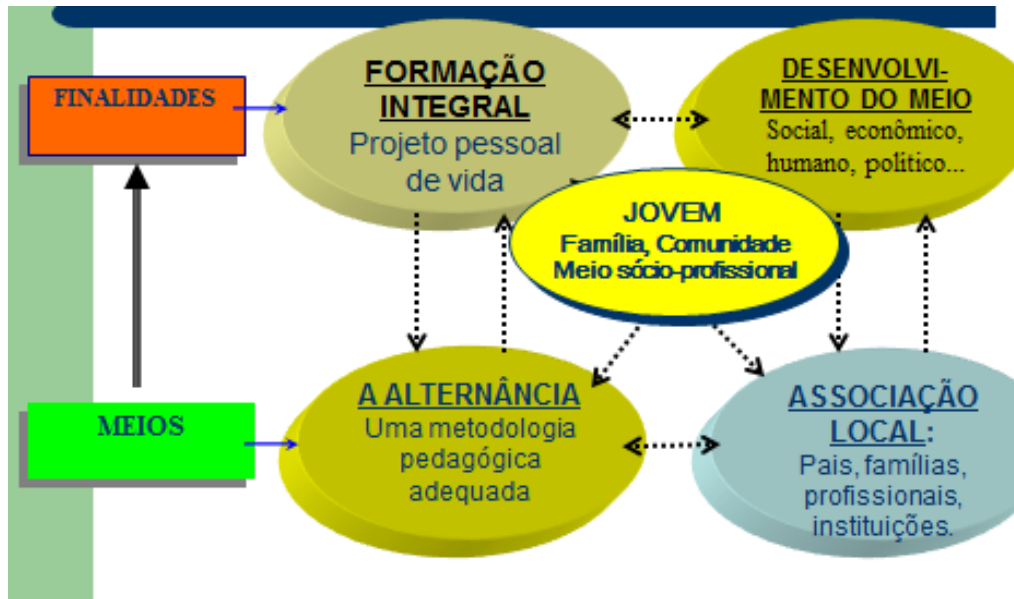 FINALIDADES
FORMAÇÃO
INTEGRAL
Projeto pessoal
de vida
DESENVOLVI-
MENTO DO MEIO
Social, econômico,
humano, político...
JOVEM
Família, Comunidade
Meio sócio-profissional
MEIOS
A ALTERNÂNCIA
Uma metodologia
pedagógica
adequada
ASSOCIAÇÃO
LOCAL:
Pais, famílias,
profissionais,
instituições.